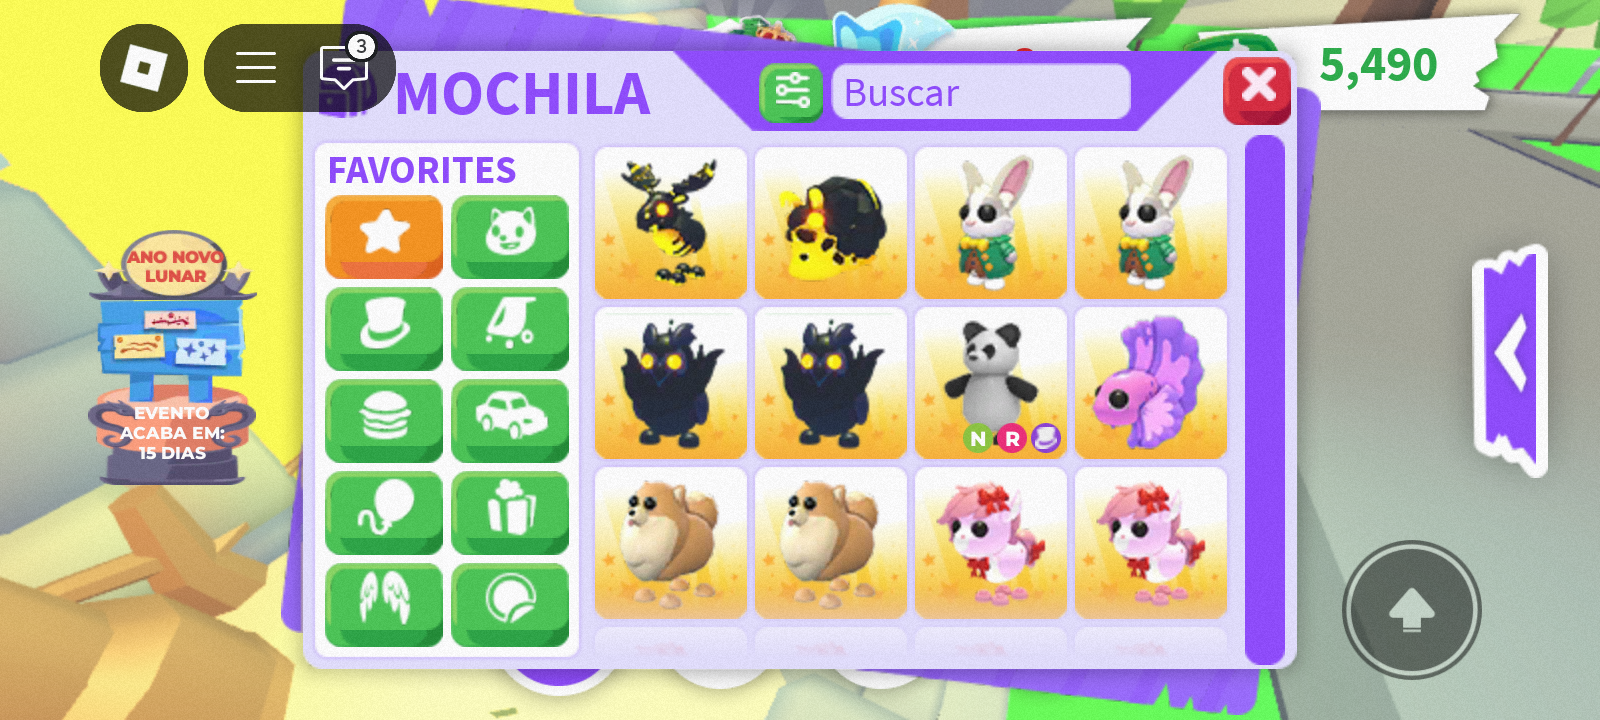 3
MOCHILA
Buscar
5,490
FAVORITES
ANO NOVO
LUNAR
EVENTO
ACABA EM:
15 DIAS
N R